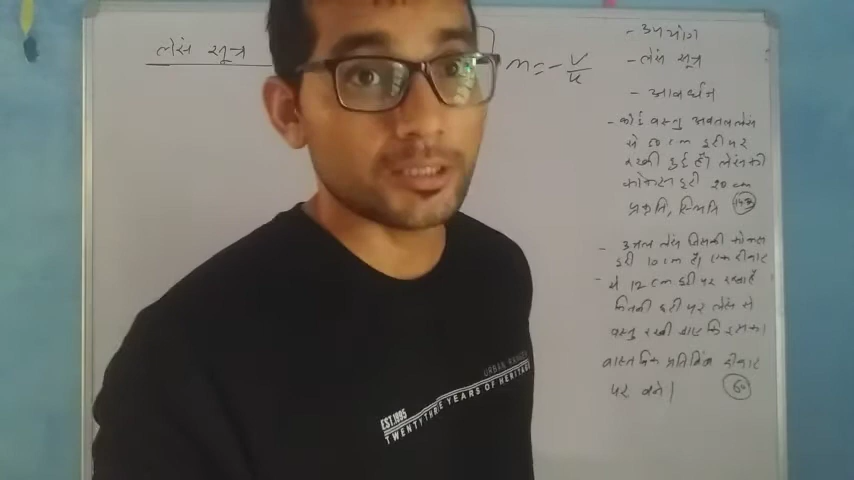 लेंस सूत्र
m = - v/u
- उपयोग
- लेंस सूत्र
- आवर्धन
- कोई वस्तु अवतल लेंस
से 50 cm दूरी पर
रखी हुई है। लेंस की
फोकस दूरी 20 cm
प्रकृति, स्थिति
- उत्तल लेंस जिसकी फोकस
दूरी 10 cm है। एक दीवार
से 12 cm दूरी पर रखा है
कितनी दूरी पर लेंस से
वस्तु रखी जाए कि
वास्तविक प्रतिबिंब दीवार
पर बने। 60
URBAN RANGER
EST.1995
TWENTY THREE YEARS OF HERITAGE